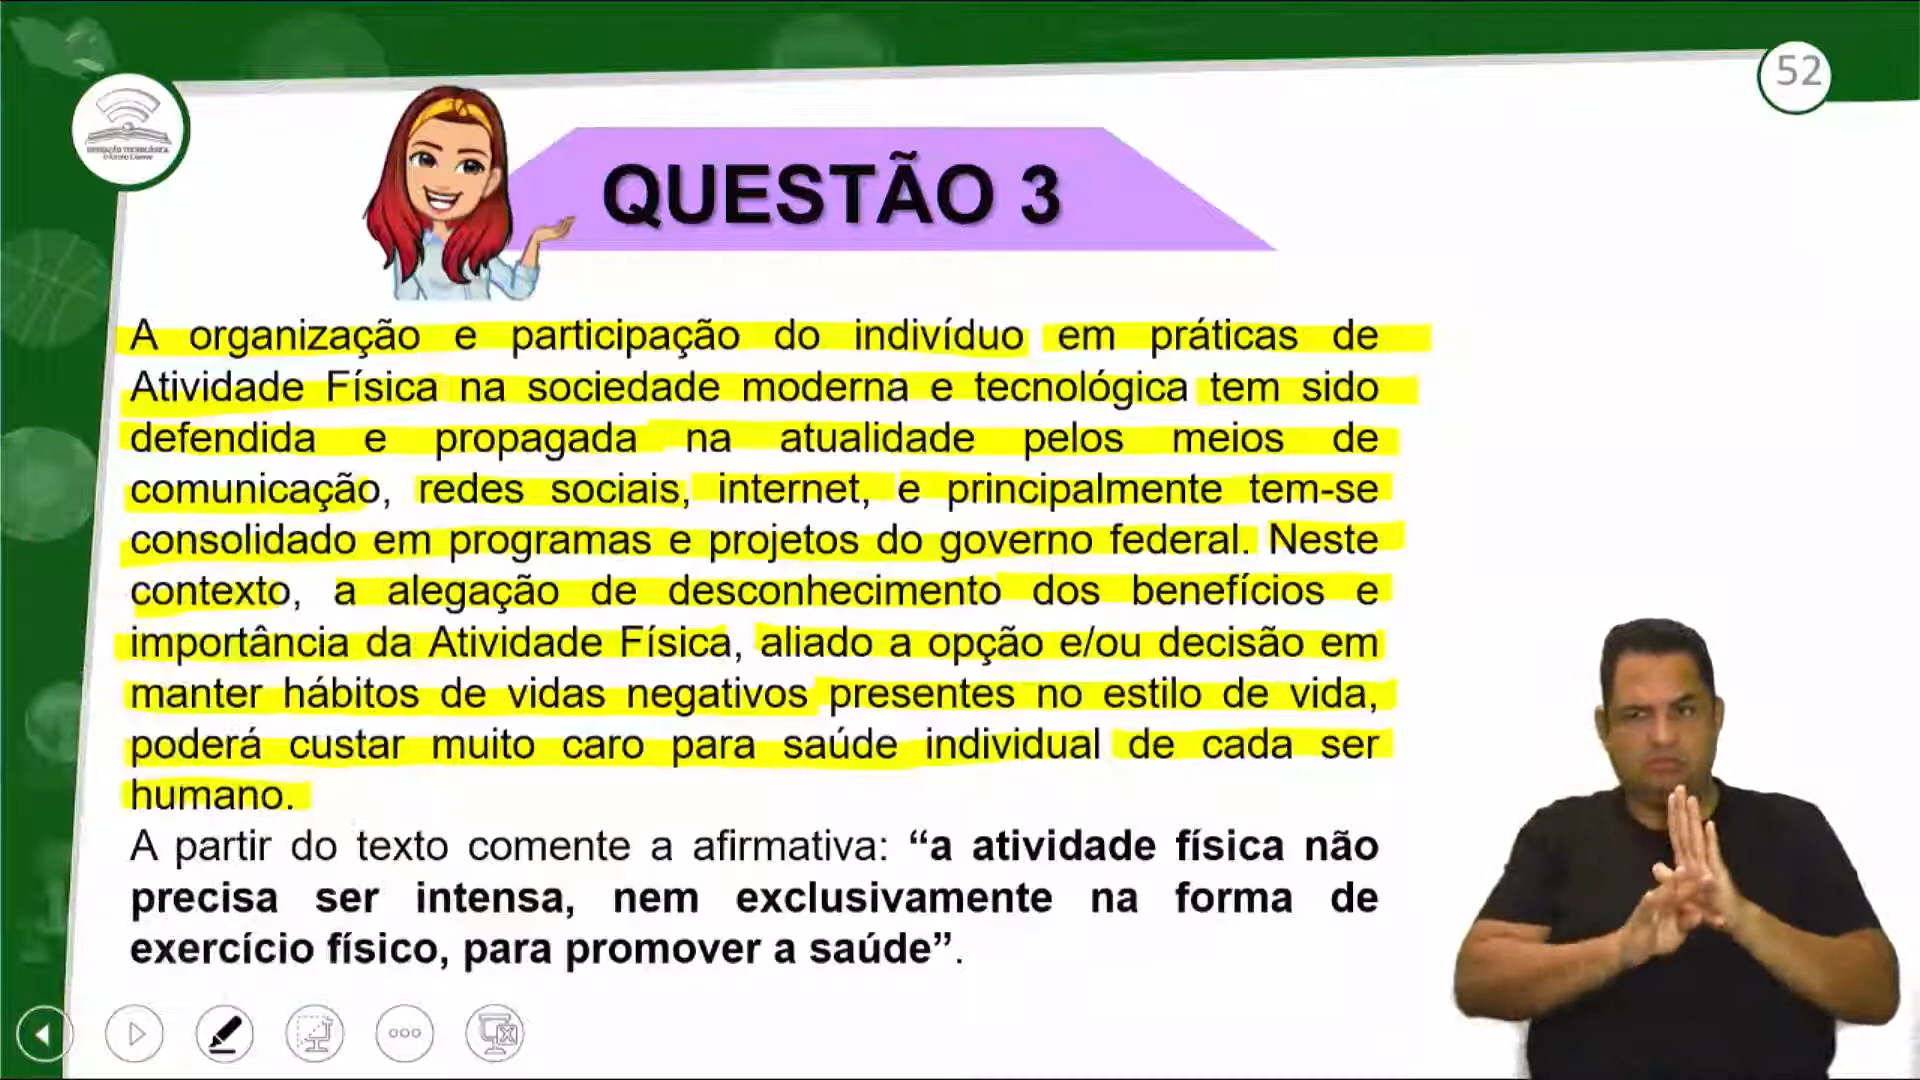 52
QUESTÃO 3
A organização e participação do indivíduo em práticas de
Atividade Física na sociedade moderna e tecnológica tem sido
defendida e propagada na atualidade pelos meios de
comunicação, redes sociais, internet, e principalmente tem-se
consolidado em programas e projetos do governo federal. Neste
contexto, a alegação de desconhecimento dos benefícios e
importância da Atividade Física, aliado a opção e/ou decisão em
manter hábitos de vidas negativos presentes no estilo de vida,
poderá custar muito caro para saúde individual de cada ser
humano.
A partir do texto comente a afirmativa: “a atividade física não
precisa ser intensa, nem exclusivamente na forma de
exercício físico, para promover a saúde”.